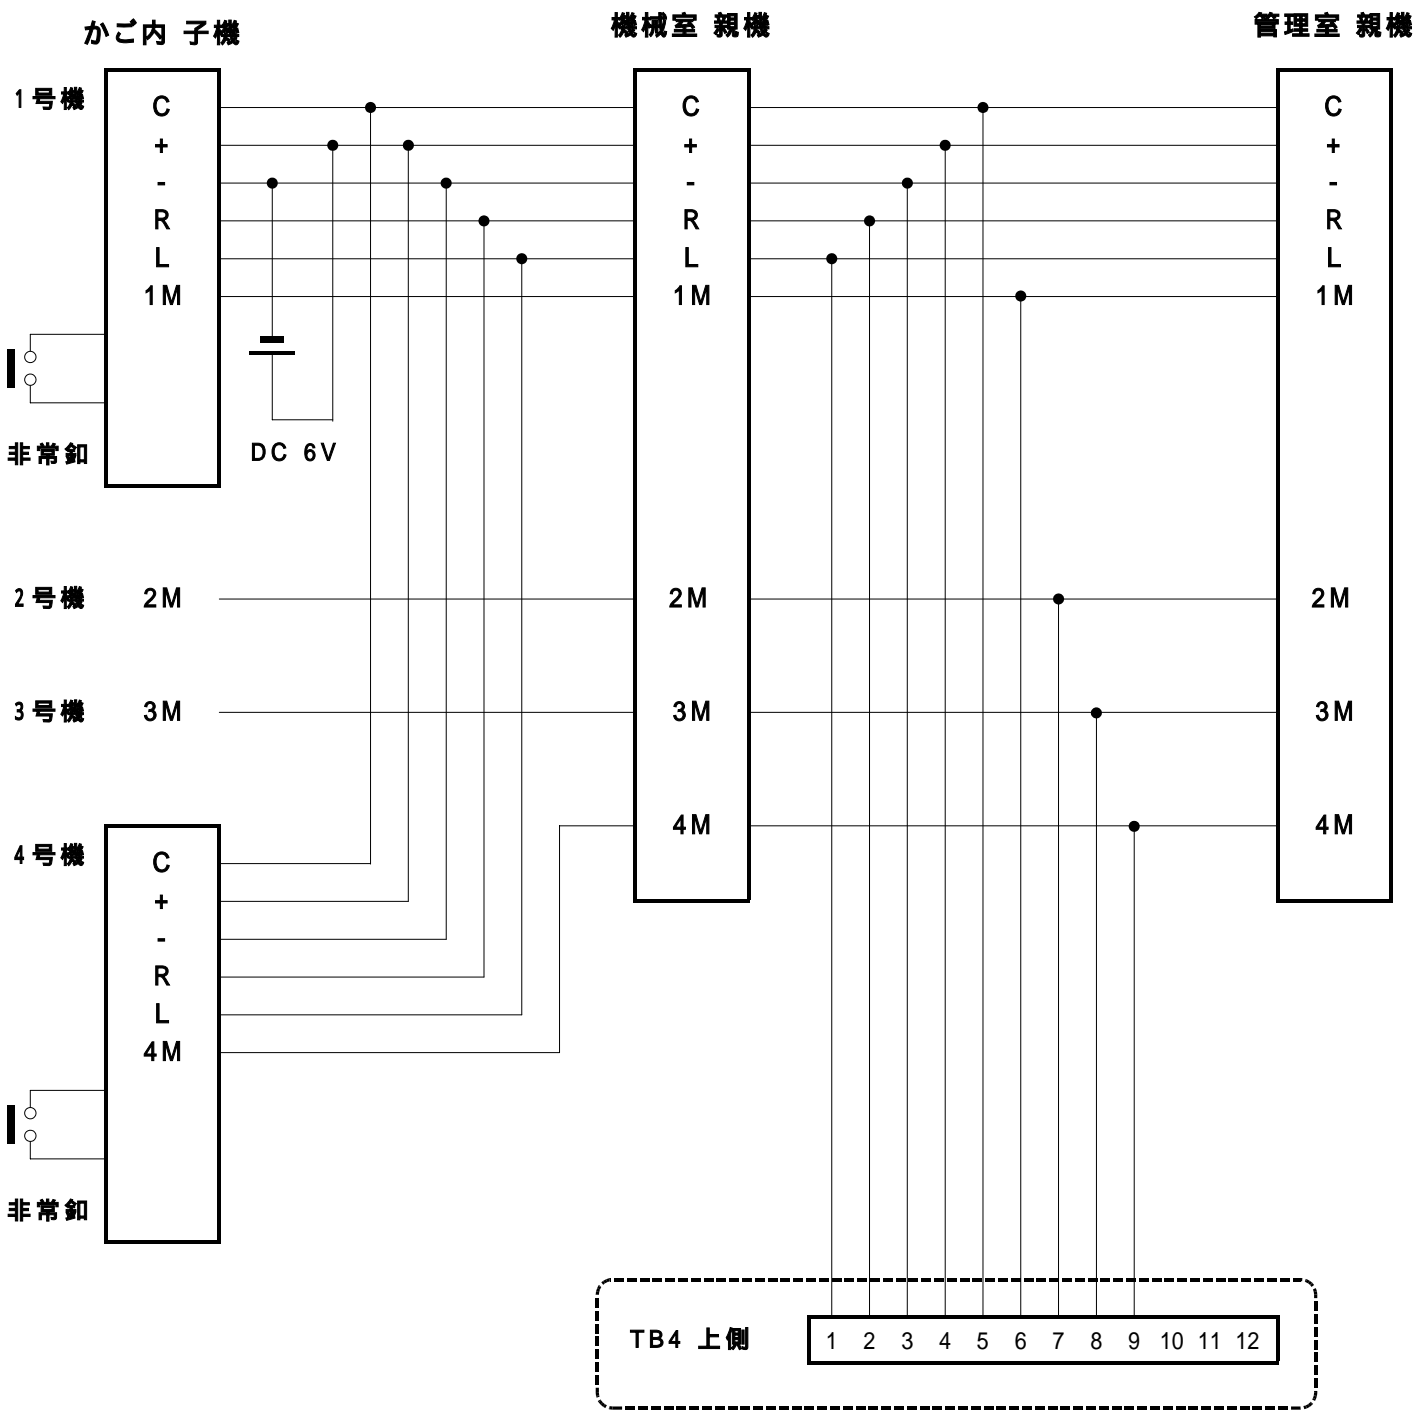 かご内 子機 機械室 親機 管理室 親機
1号機 C C C
+ + +
- - -
R R R
L L L
1M 1M 1M
非常釦 DC 6V
2号機 2M 2M 2M
3号機 3M 3M 3M
4M 4M
4号機 C
+
-
R
L
4M
非常釦
TB4 上側 1 2 3 4 5 6 7 8 9 10 11 12